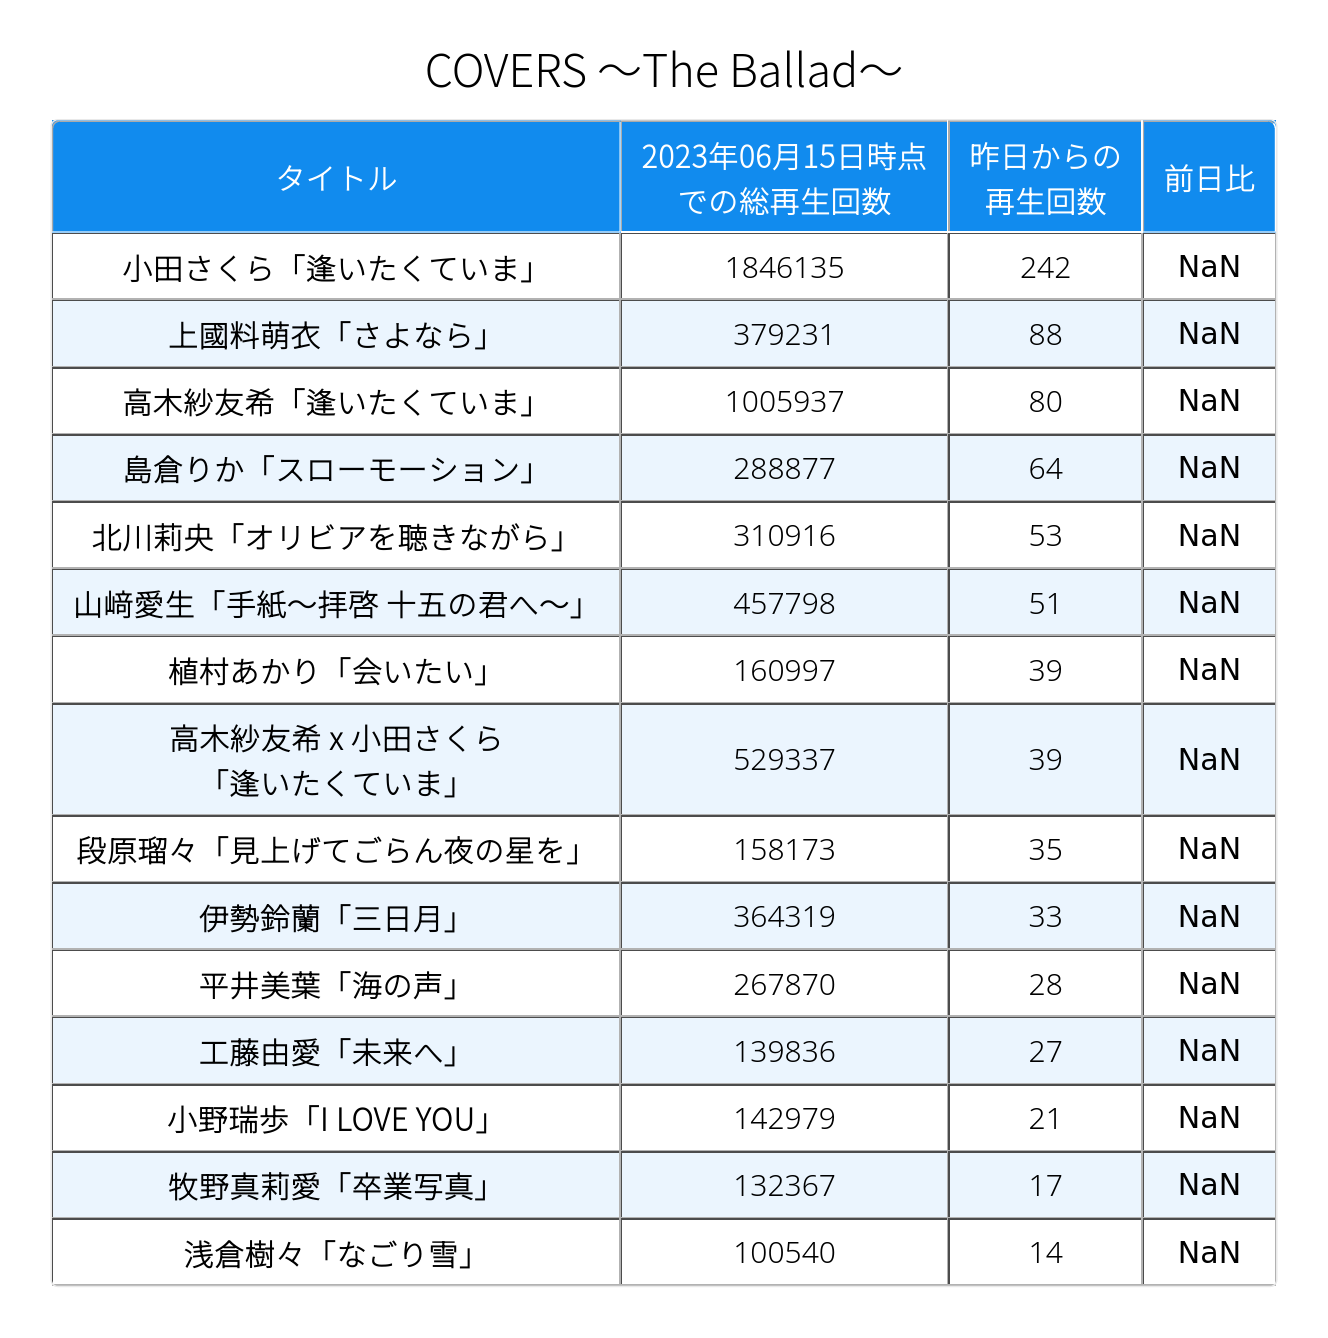 COVERS ～The Ballad～
タイトル
2023年06月15日時点
での総再生回数
昨日からの
再生回数
前日比
小田さくら「逢いたくていま」 1846135 242 NaN
上國料萌衣「さよなら」 379231 88 NaN
高木紗友希「逢いたくていま」 1005937 80 NaN
島倉りか「スローモーション」 288877 64 NaN
北川莉央「オリビアを聴きながら」 310916 53 NaN
山﨑愛生「手紙～拝啓 十五の君へ～」 457798 51 NaN
植村あかり「会いたい」 160997 39 NaN
高木紗友希 x 小田さくら
「逢いたくていま」 529337 39 NaN
段原瑠々「見上げてごらん夜の星を」 158173 35 NaN
伊勢鈴蘭「三日月」 364319 33 NaN
平井美葉「海の声」 267870 28 NaN
工藤由愛「未来へ」 139836 27 NaN
小野瑞歩「I LOVE YOU」 142979 21 NaN
牧野真莉愛「卒業写真」 132367 17 NaN
浅倉樹々「なごり雪」 100540 14 NaN